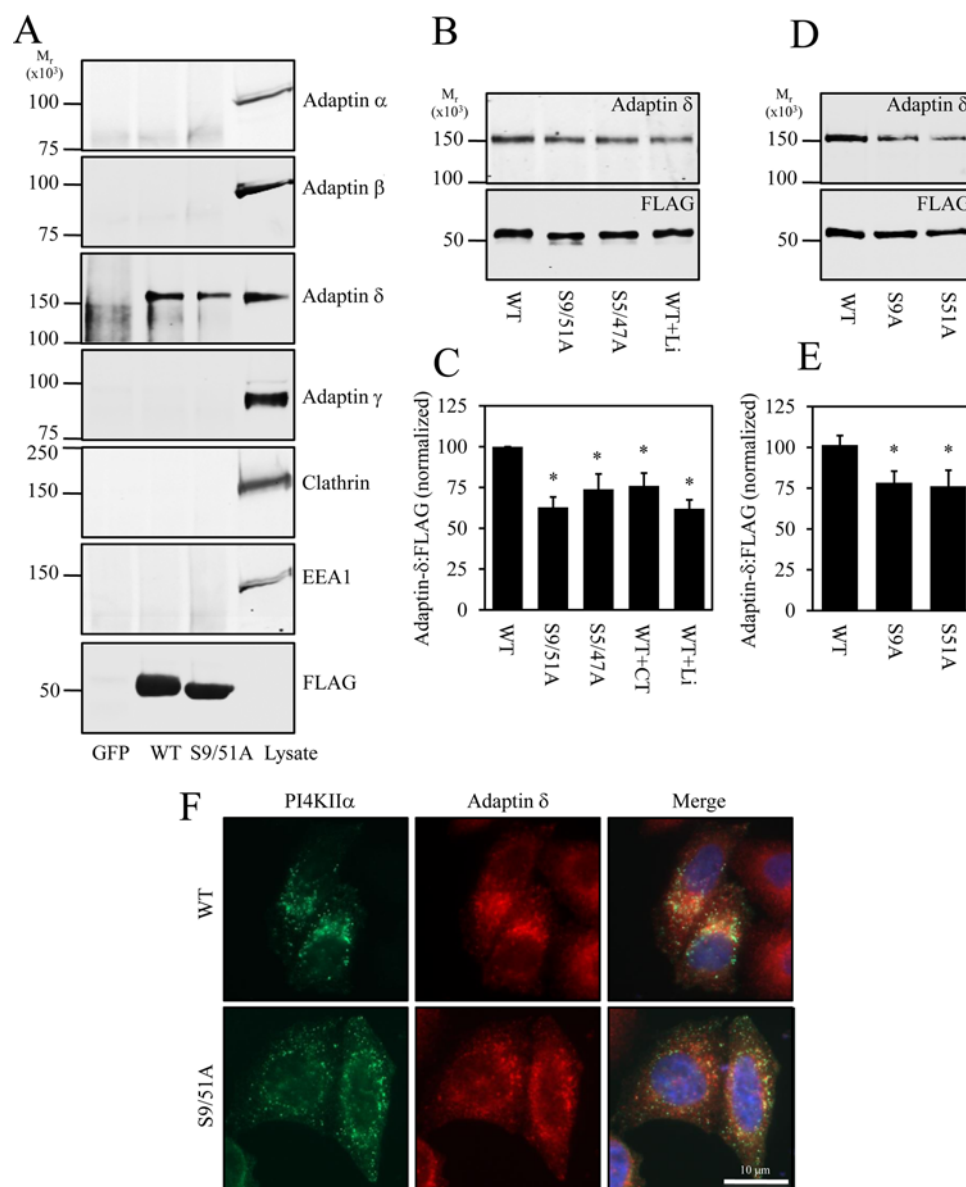 A
Mr
(x10³)
100
75
Adaptin α
100
75
Adaptin β
150
100
Adaptin δ
100
75
Adaptin γ
250
150
Clathrin
150
EEA1
50
FLAG
GFP WT S9/51A Lysate
B
Mr
(x10³)
Adaptin δ
150
100
FLAG
50
WT
S9/51A
S5/47A
WT+Li
C
Adaptin-δ:FLAG (normalized)
125
100
75
50
25
0
* * * *
WT
S9/51A
S5/47A
WT+CT
WT+Li
D
Mr
(x10³)
Adaptin δ
150
100
FLAG
50
WT
S9A
S51A
E
Adaptin-δ:FLAG (normalized)
125
100
75
50
25
0
* *
WT
S9A
S51A
F
PI4KIIα Adaptin δ Merge
WT
S9/51A
10 µm